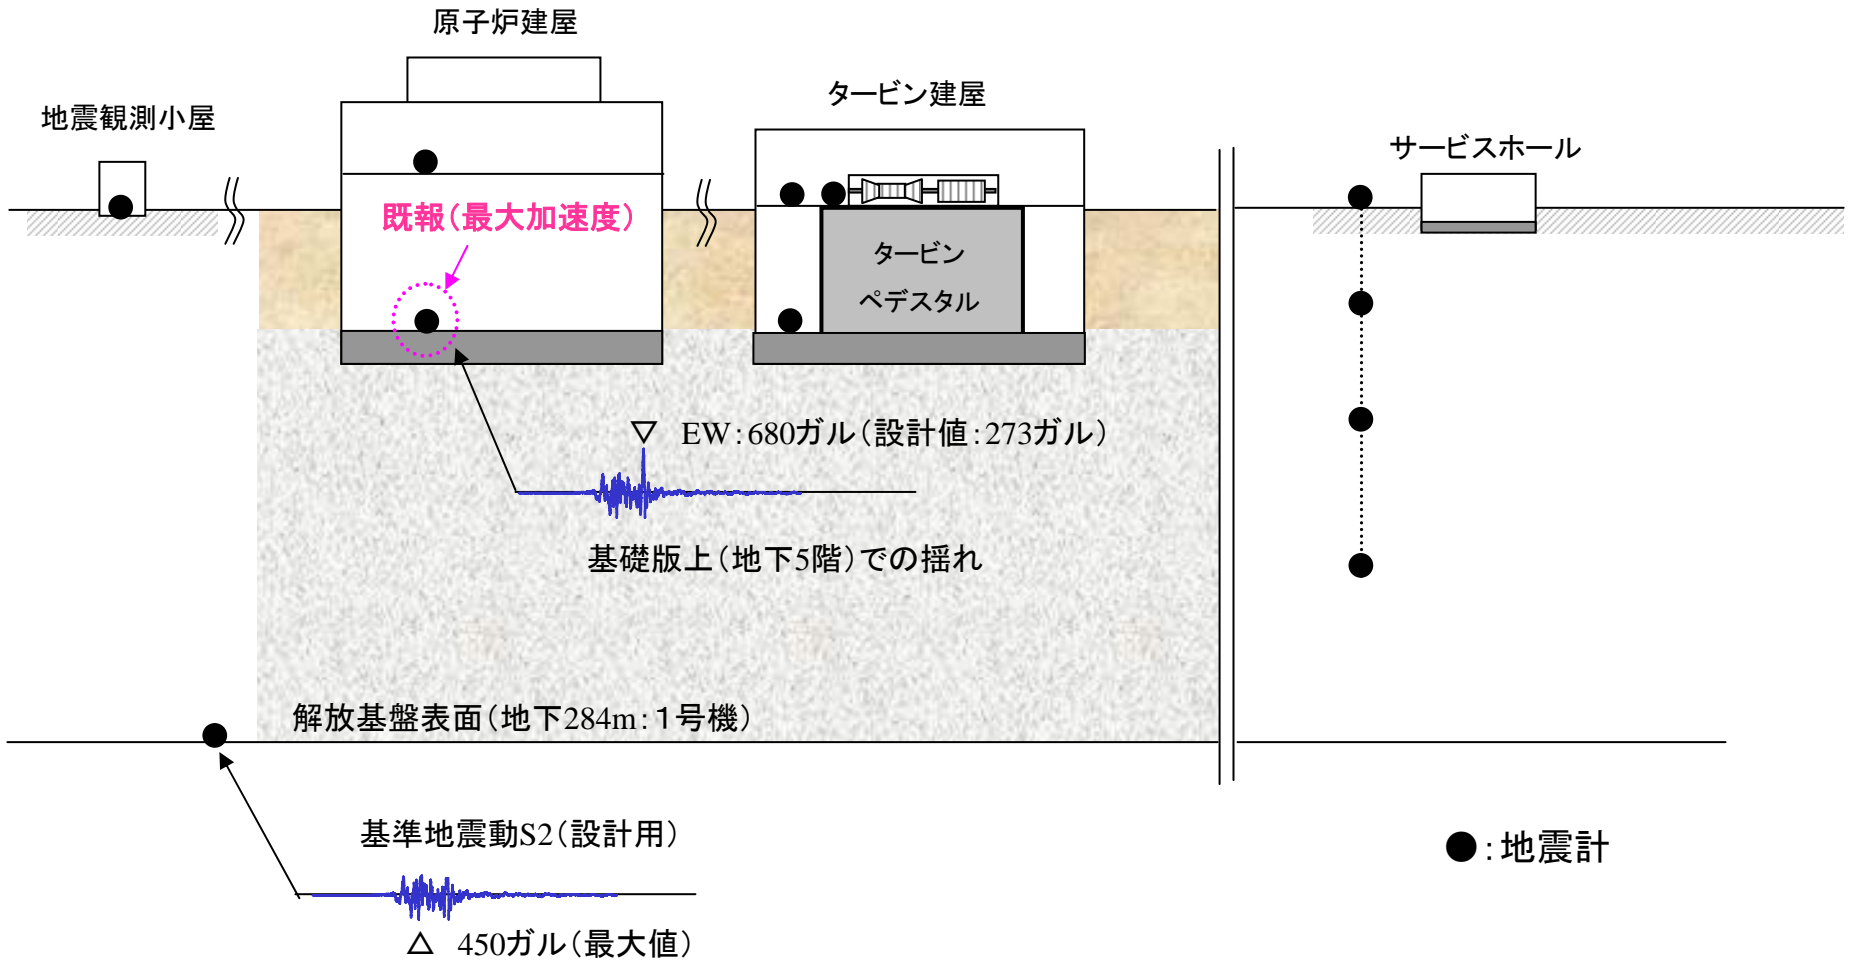 原子炉建屋
タービン建屋
地震観測小屋
サービスホール
既報(最大加速度)
タービン
ペデスタル
▽ EW:680ガル(設計値:273ガル)
基礎版上(地下5階)での揺れ
解放基盤表面(地下284m:1号機)
基準地震動S2(設計用)
●:地震計
△ 450ガル(最大値)